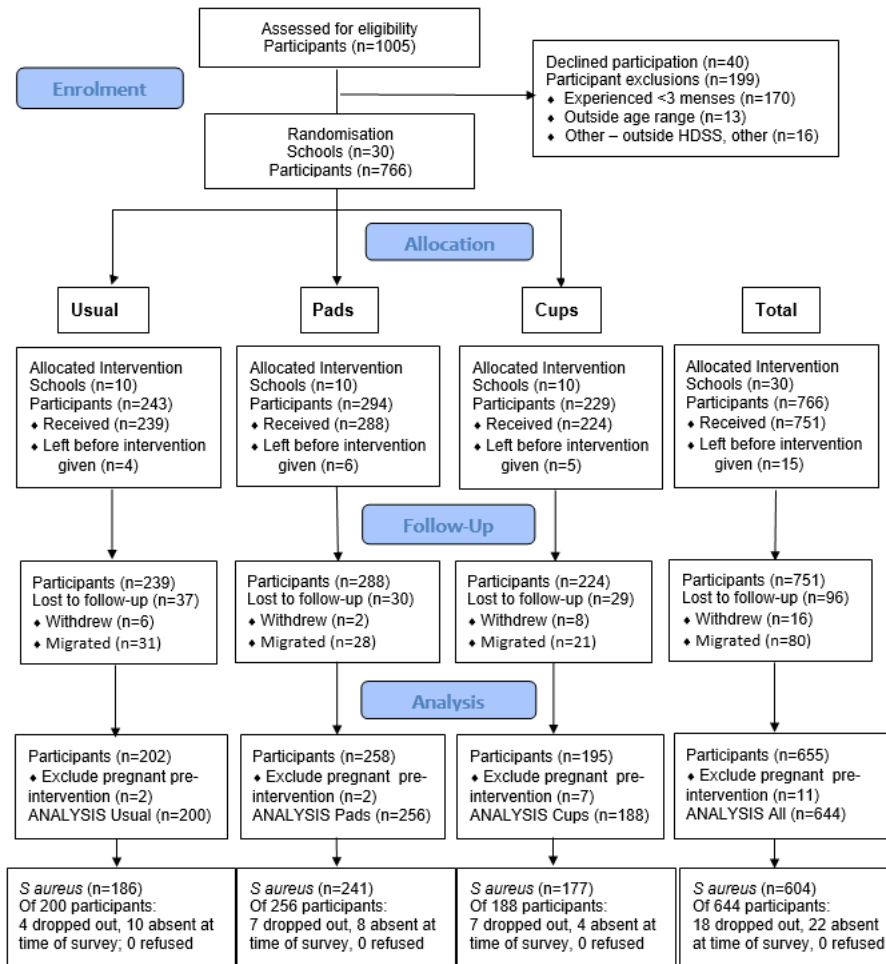 Assessed for eligibility
Participants (n=1005)
Enrolment
Declined participation (n=40)
Participant exclusions (n=199)
♦ Experienced <3 menses (n=170)
♦ Outside age range (n=13)
♦ Other – outside HDSS, other (n=16)
Randomisation
Schools (n=30)
Participants (n=766)
Allocation
Usual
Pads
Cups
Total
Allocated Intervention
Schools (n=10)
Participants (n=243)
♦ Received (n=239)
♦ Left before intervention
given (n=4)
Allocated Intervention
Schools (n=10)
Participants (n=294)
♦ Received (n=288)
♦ Left before intervention
given (n=6)
Allocated Intervention
Schools (n=10)
Participants (n=229)
♦ Received (n=224)
♦ Left before intervention
given (n=5)
Allocated Intervention
Schools (n=30)
Participants (n=766)
♦ Received (n=751)
♦ Left before intervention
given (n=15)
Follow-Up
Participants (n=239)
Lost to follow-up (n=37)
♦ Withdrew (n=6)
♦ Migrated (n=31)
Participants (n=288)
Lost to follow-up (n=30)
♦ Withdrew (n=2)
♦ Migrated (n=28)
Participants (n=224)
Lost to follow-up (n=29)
♦ Withdrew (n=8)
♦ Migrated (n=21)
Participants (n=751)
Lost to follow-up (n=96)
♦ Withdrew (n=16)
♦ Migrated (n=80)
Analysis
Participants (n=202)
♦ Exclude pregnant pre-
intervention (n=2)
ANALYSIS Usual (n=200)
Participants (n=258)
♦ Exclude pregnant pre-
intervention (n=2)
ANALYSIS Pads (n=256)
Participants (n=195)
♦ Exclude pregnant pre-
intervention (n=7)
ANALYSIS Cups (n=188)
Participants (n=655)
♦ Exclude pregnant pre-
intervention (n=11)
ANALYSIS All (n=644)
S aureus (n=186)
Of 200 participants:
4 dropped out, 10 absent at
time of survey; 0 refused
S aureus (n=241)
Of 256 participants:
7 dropped out, 8 absent at
time of survey, 0 refused
S aureus (n=177)
Of 188 participants:
7 dropped out, 4 absent at
time of survey, 0 refused
S aureus (n=604)
Of 644 participants:
18 dropped out, 22 absent
at time of survey, 0 refused